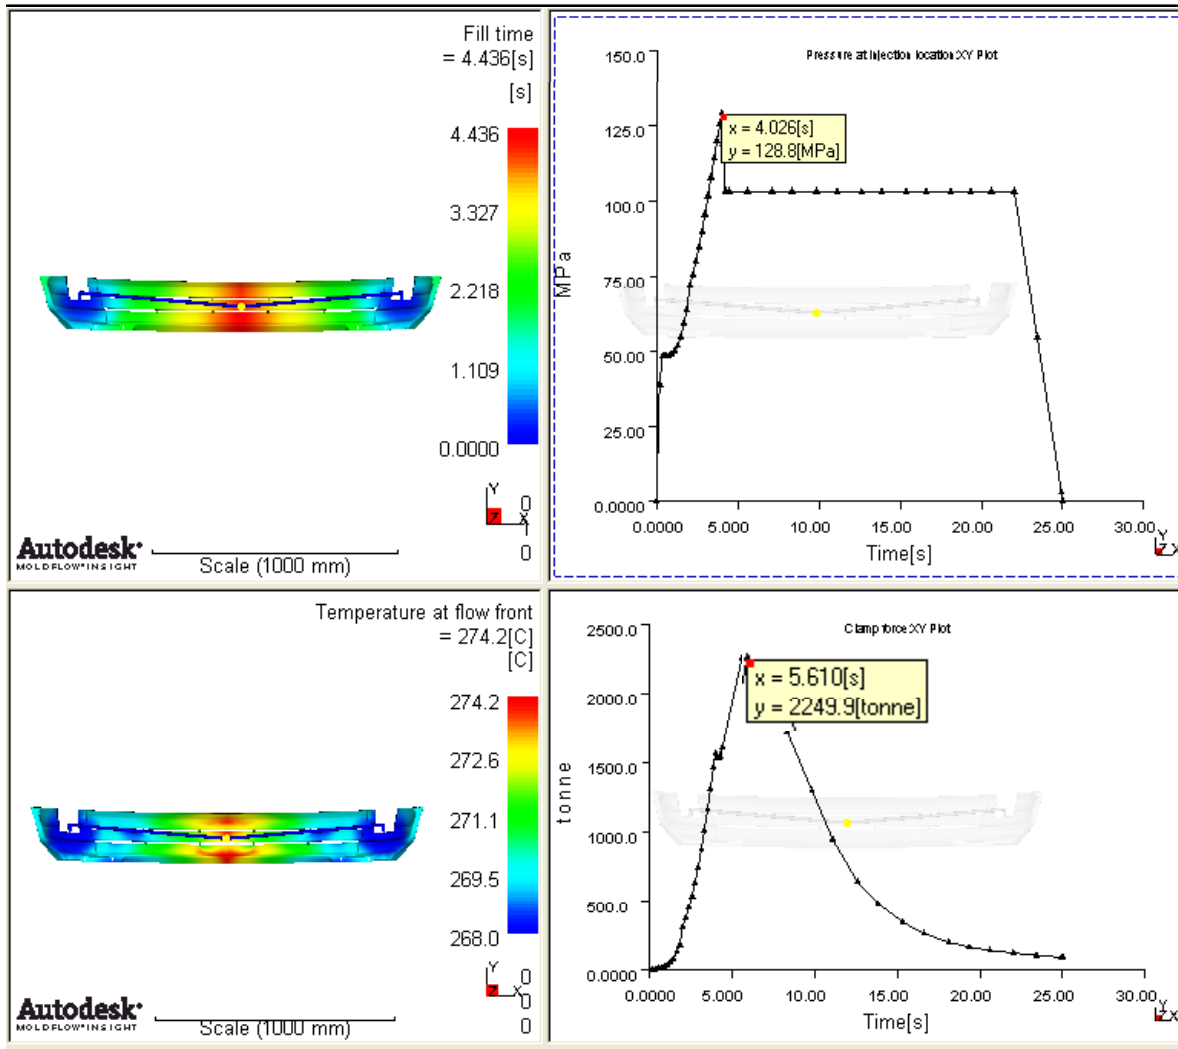 Fill time
= 4.436[s]
[s]
4.436
3.327
2.218
1.109
0.0000
Y
0
Z
X
1
0
Autodesk
MOLDFLOW INSIGHT
Scale (1000 mm)
Pressure at injection location:XY Plot
150.0
125.0
100.0
75.00
50.00
25.00
0.0000
MPa
x = 4.026[s]
y = 128.8[MPa]
0.0000
5.000
10.00
15.00
20.00
25.00
30.00
Time[s]
Y
Z X
Temperature at flow front
= 274.2[C]
[C]
274.2
272.6
271.1
269.5
268.0
Y
0
Z
X
0
0
Autodesk
MOLDFLOW INSIGHT
Scale (1000 mm)
Clamp force:XY Plot
2500.0
2000.0
1500.0
1000.0
500.0
0.0000
tonne
x = 5.610[s]
y = 2249.9[tonne]
0.0000
5.000
10.00
15.00
20.00
25.00
30.00
Time[s]
Y
Z X